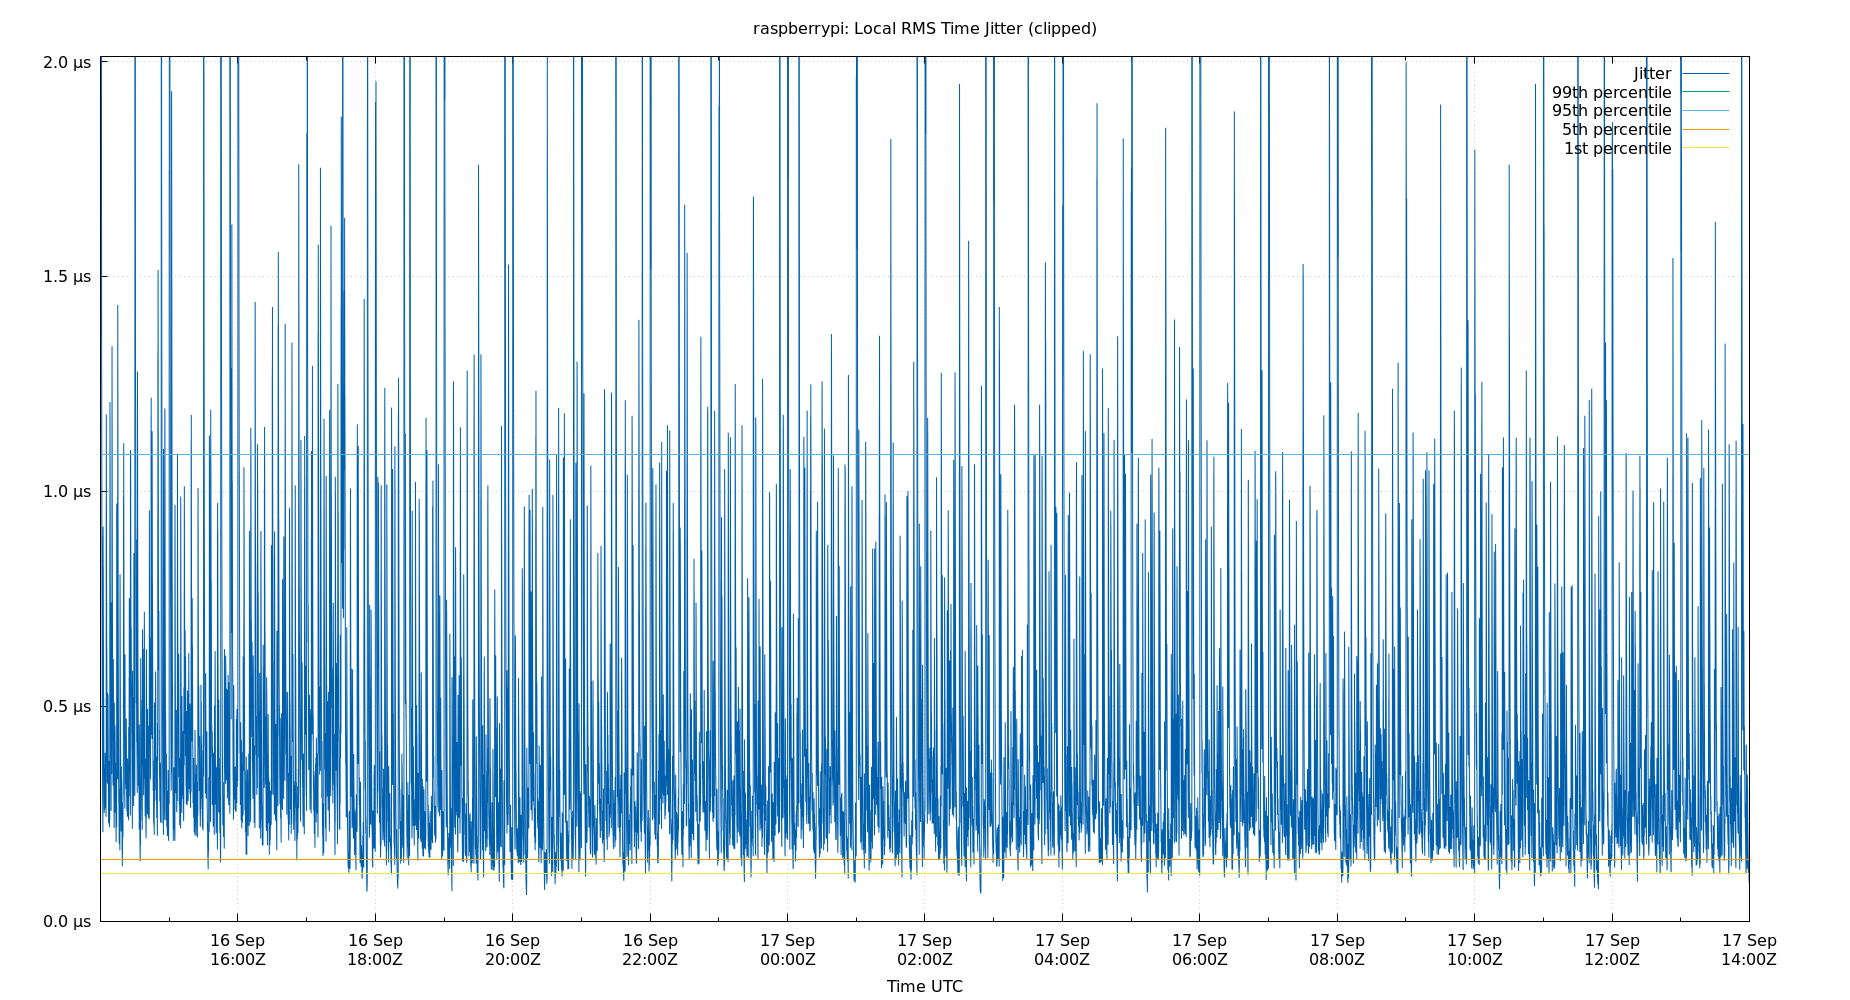 raspberrypi: Local RMS Time Jitter (clipped)
2.0 µs
1.5 µs
1.0 µs
0.5 µs
0.0 µs
Jitter
99th percentile
95th percentile
5th percentile
1st percentile
16 Sep
16:00Z
16 Sep
18:00Z
16 Sep
20:00Z
16 Sep
22:00Z
17 Sep
00:00Z
17 Sep
02:00Z
17 Sep
04:00Z
17 Sep
06:00Z
17 Sep
08:00Z
17 Sep
10:00Z
17 Sep
12:00Z
17 Sep
14:00Z
Time UTC